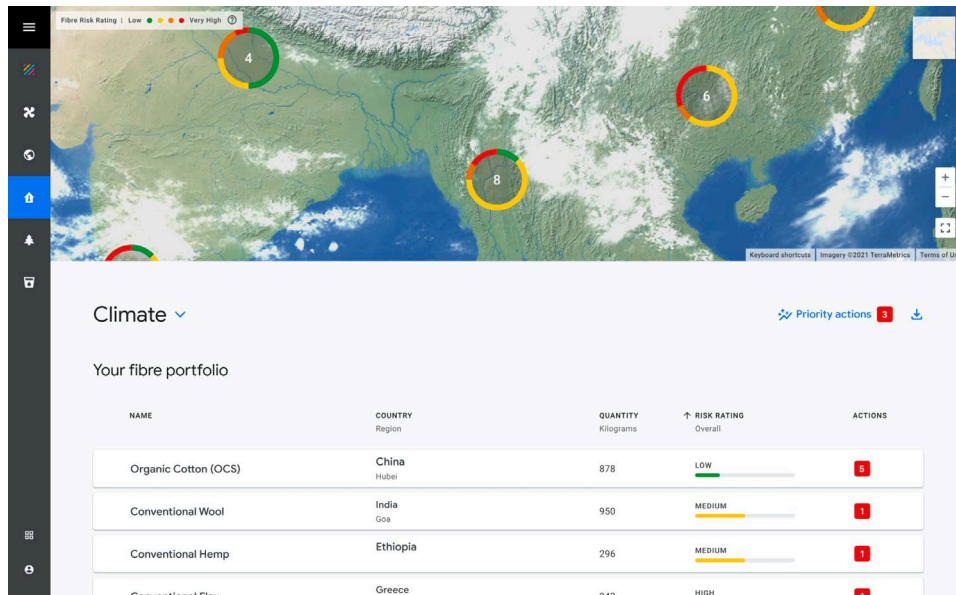 Fibre Risk Rating | Low Very High
4
6
8
Keyboard shortcuts Imagery ©2021 TerraMetrics Terms of U
Climate
Priority actions 3
Your fibre portfolio
NAME COUNTRY QUANTITY RISK RATING ACTIONS
Region Kilograms Overall
Organic Cotton (OCS) China 878 LOW 5
Hubei
Conventional Wool India 950 MEDIUM 1
Goa
Conventional Hemp Ethiopia 296 MEDIUM 1
Greece HIGH